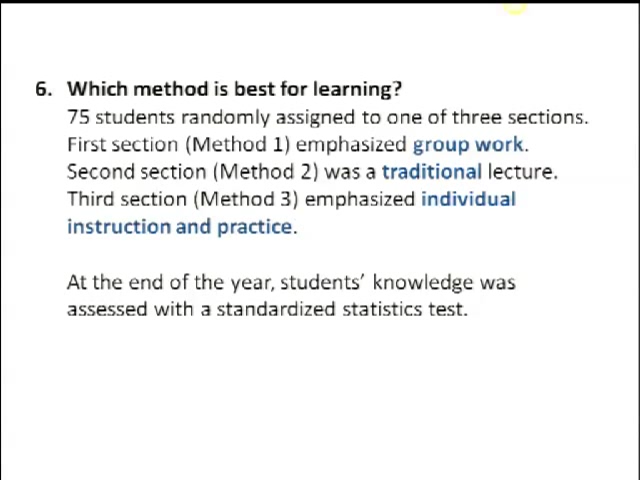 6. Which method is best for learning?
75 students randomly assigned to one of three sections.
First section (Method 1) emphasized group work.
Second section (Method 2) was a traditional lecture.
Third section (Method 3) emphasized individual
instruction and practice.
At the end of the year, students’ knowledge was
assessed with a standardized statistics test.